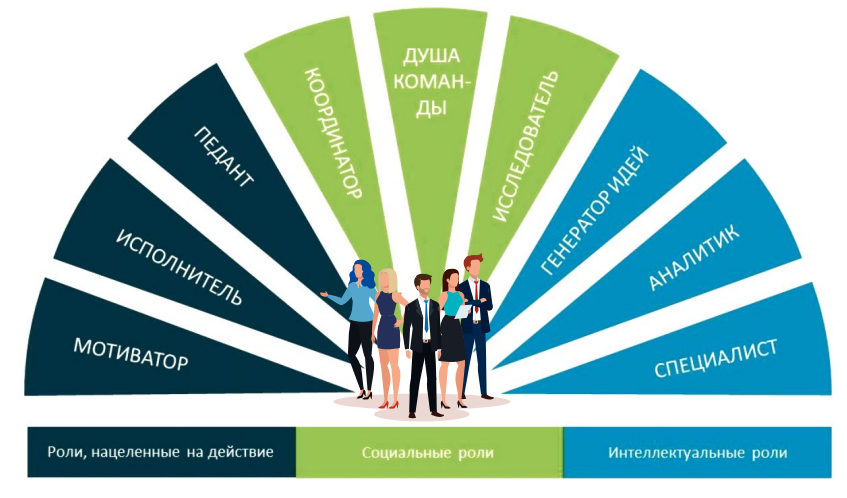 МОТИВАТОР
ИСПОЛНИТЕЛЬ
ПЕДАНТ
КООРДИНАТОР
ДУША
КОМАН-
ДЫ
ИССЛЕДОВАТЕЛЬ
ГЕНЕРАТОР ИДЕЙ
АНАЛИТИК
СПЕЦИАЛИСТ
Роли, нацеленные на действие
Социальные роли
Интеллектуальные роли